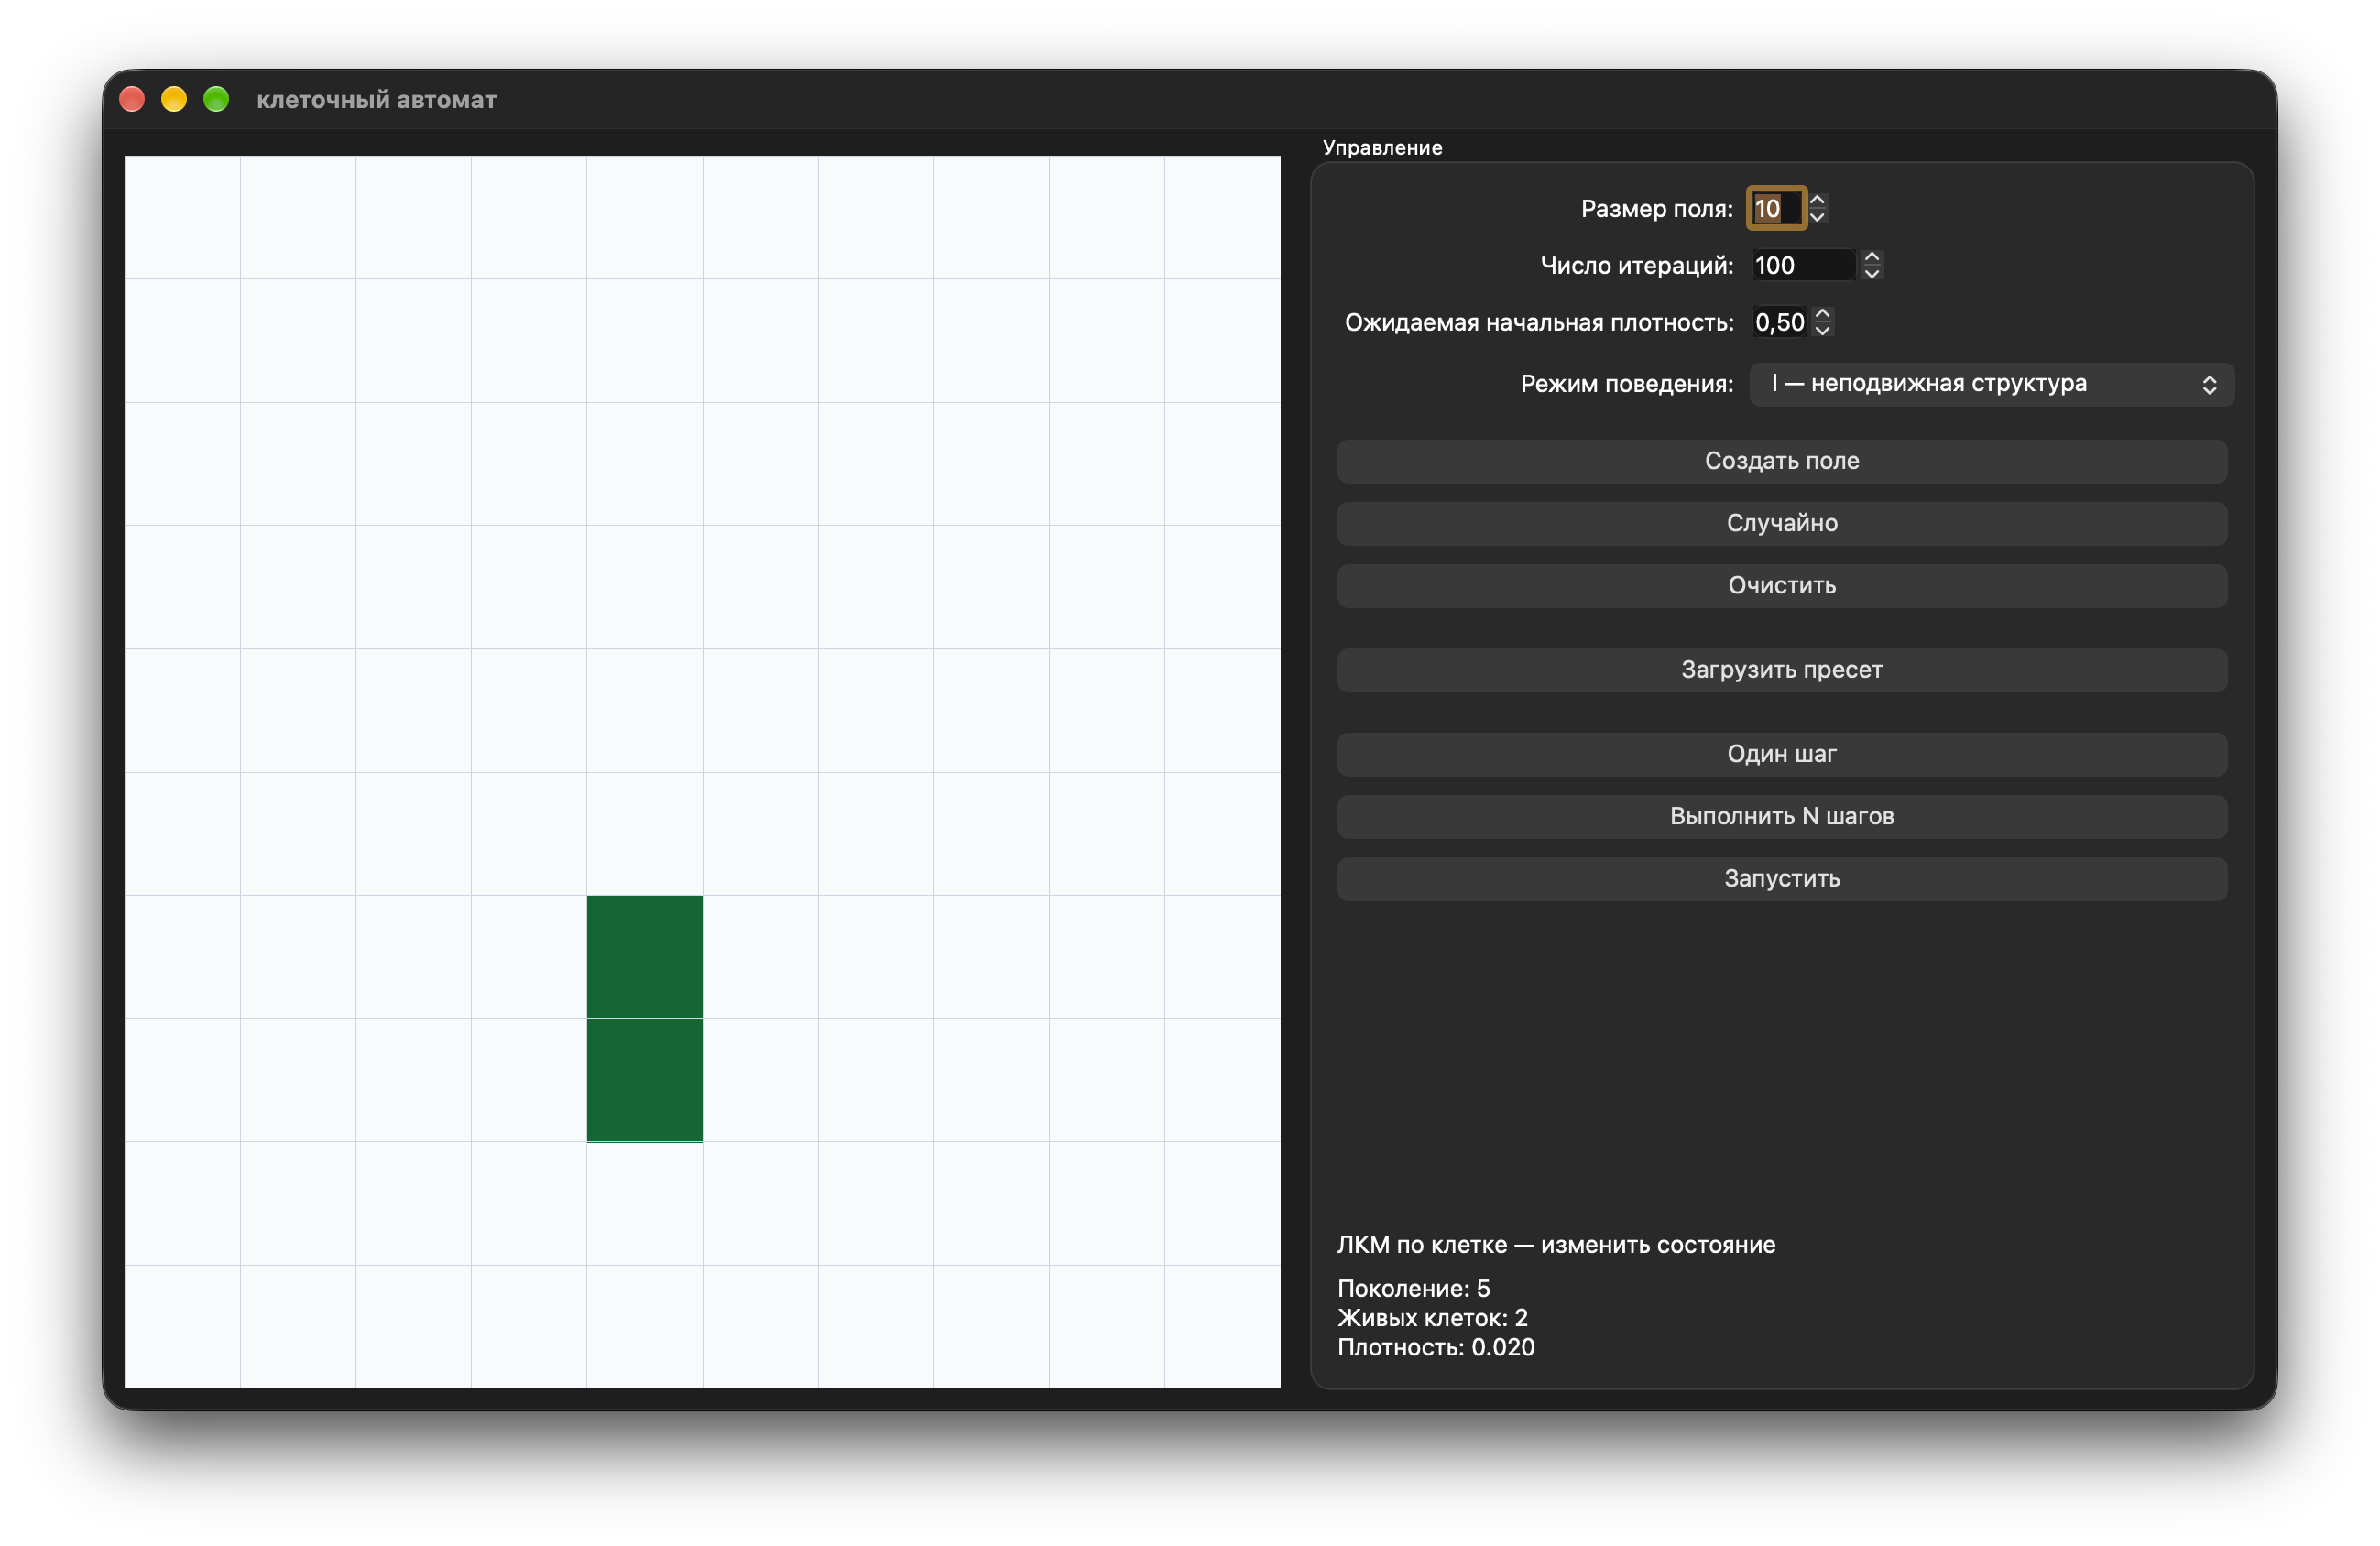 клеточный автомат
Управление
Размер поля: 10
Число итераций: 100
Ожидаемая начальная плотность: 0,50
Режим поведения: I — неподвижная структура
Создать поле
Случайно
Очистить
Загрузить пресет
Один шаг
Выполнить N шагов
Запустить
ЛКМ по клетке — изменить состояние
Поколение: 5
Живых клеток: 2
Плотность: 0.020